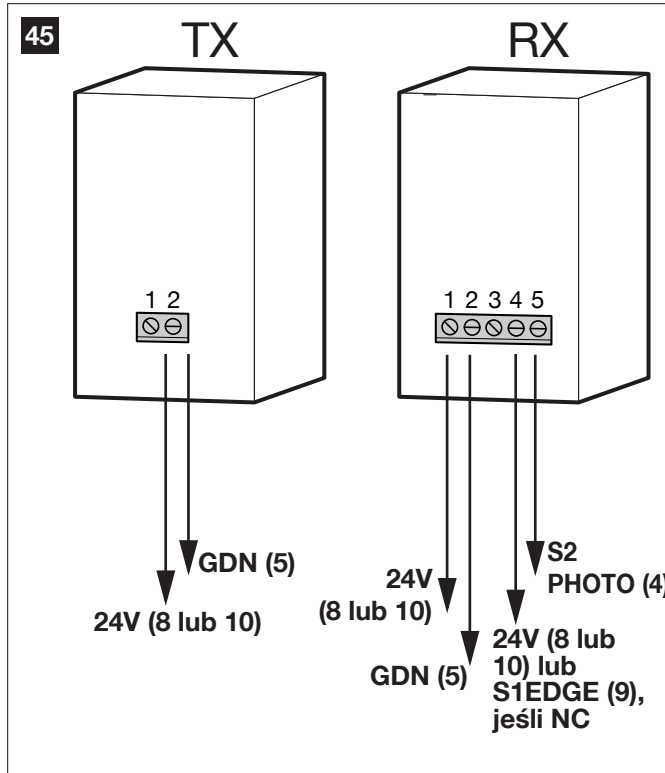 45
TX
RX
1 2
1 2 3 4 5
GDN (5)
24V (8 lub 10)
24V
(8 lub 10)
GDN (5)
S2
PHOTO (4)
24V (8 lub
10) lub
S1EDGE (9),
jeśli NC